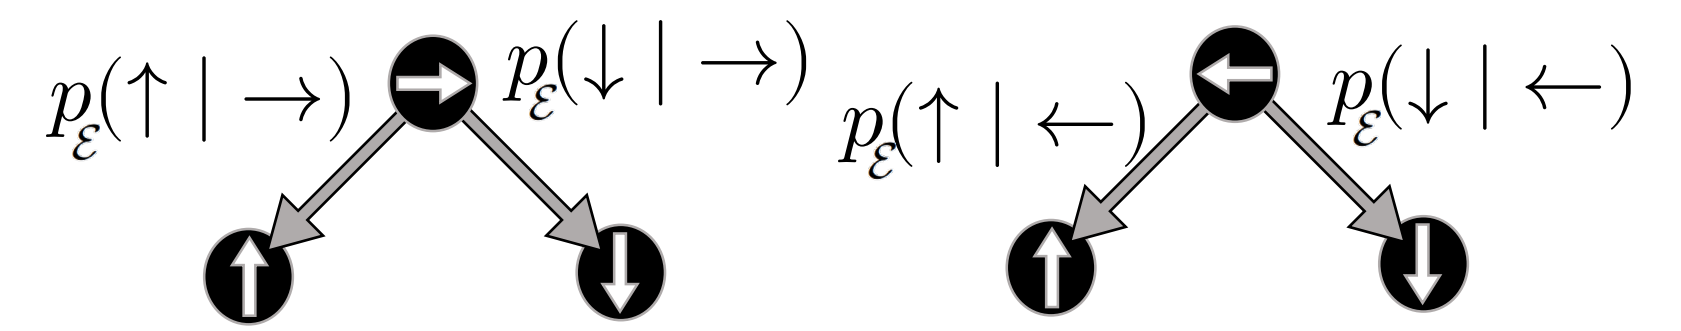 p_ℰ(↑ | →)
p_ℰ(↓ | →)
p_ℰ(↑ | ←)
p_ℰ(↓ | ←)